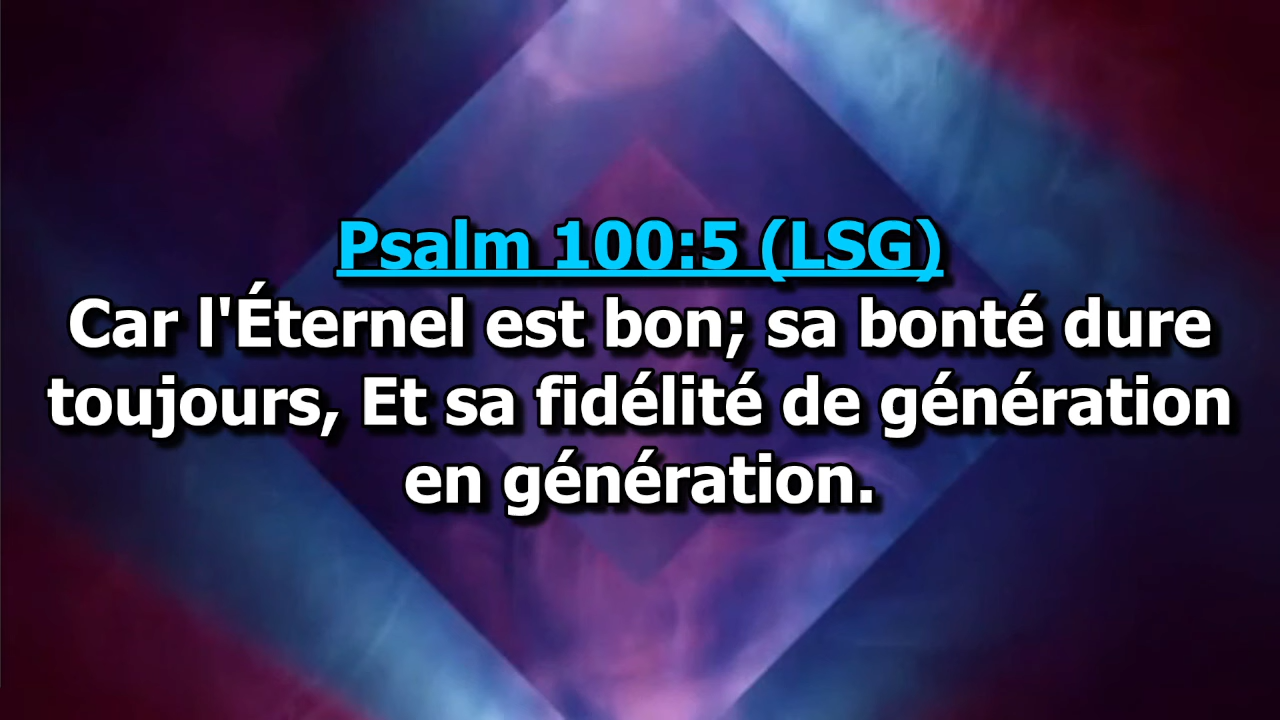 Psalm 100:5 (LSG)
Car l'Éternel est bon; sa bonté dure
toujours, Et sa fidélité de génération
en génération.